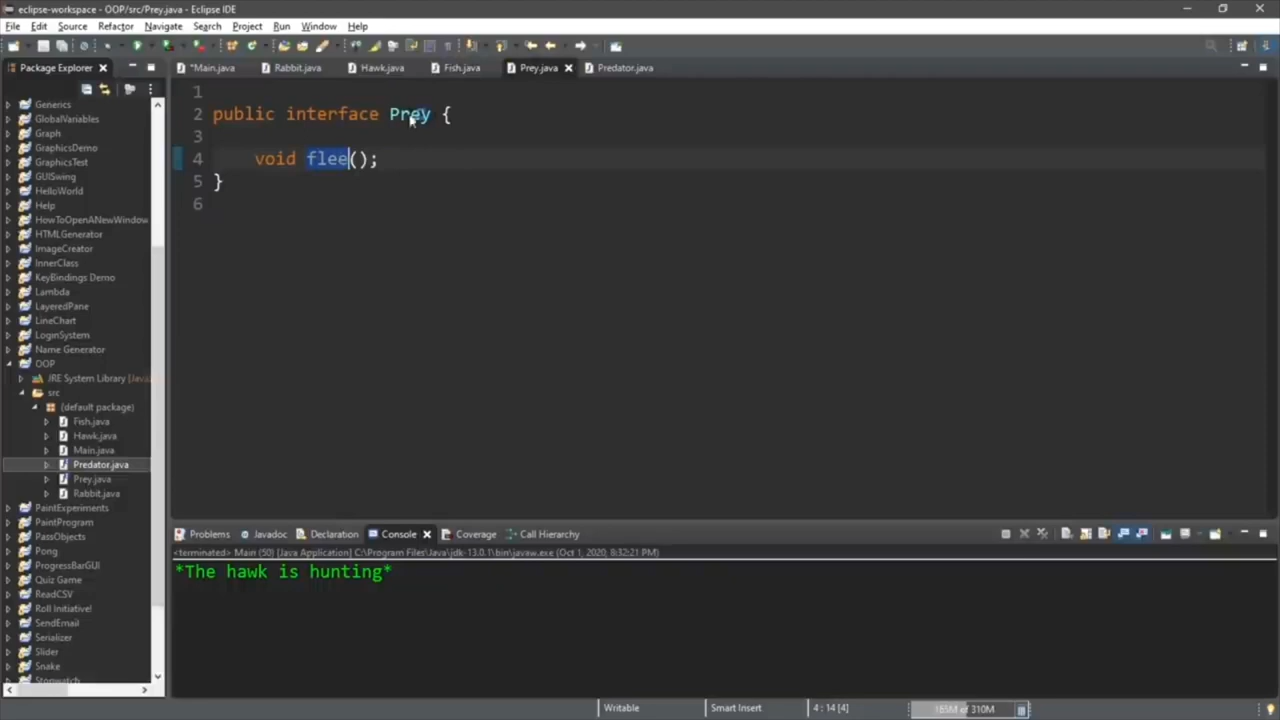 eclipse-workspace - OOP/src/Prey.java - Eclipse IDE
File Edit Source Refactor Navigate Search Project Run Window Help
Package Explorer
*Main.java Rabbit.java Hawk.java Fish.java Prey.java Predator.java
Generics
GlobalVariables
Graph
GraphicsDemo
GraphicsTest
GUISwing
HelloWorld
Help
HowToOpenANewWindow
HTMLGenerator
ImageCreator
InnerClass
KeyBindings Demo
Lambda
LayeredPane
LineChart
LoginSystem
Name Generator
OOP
JRE System Library
src
(default package)
Fish.java
Hawk.java
Main.java
Predator.java
Prey.java
Rabbit.java
PaintExperiments
PaintProgram
PassObjects
Pong
ProgressBarGUI
Quiz Game
ReadCSV
Roll Initiative!
SendEmail
Serializer
Slider
Snake
Stopwatch
1
2 public interface Prey {
3
4 void flee();
5 }
6
Problems Javadoc Declaration Console Coverage Call Hierarchy
<terminated> Main (50) [Java Application] C:\Program Files\Java\jdk-13.0.1\bin\javaw.exe (Oct 1, 2020, 8:32:21 PM)
*The hawk is hunting*
Writable Smart Insert 4 : 14 [4] 185M of 310M